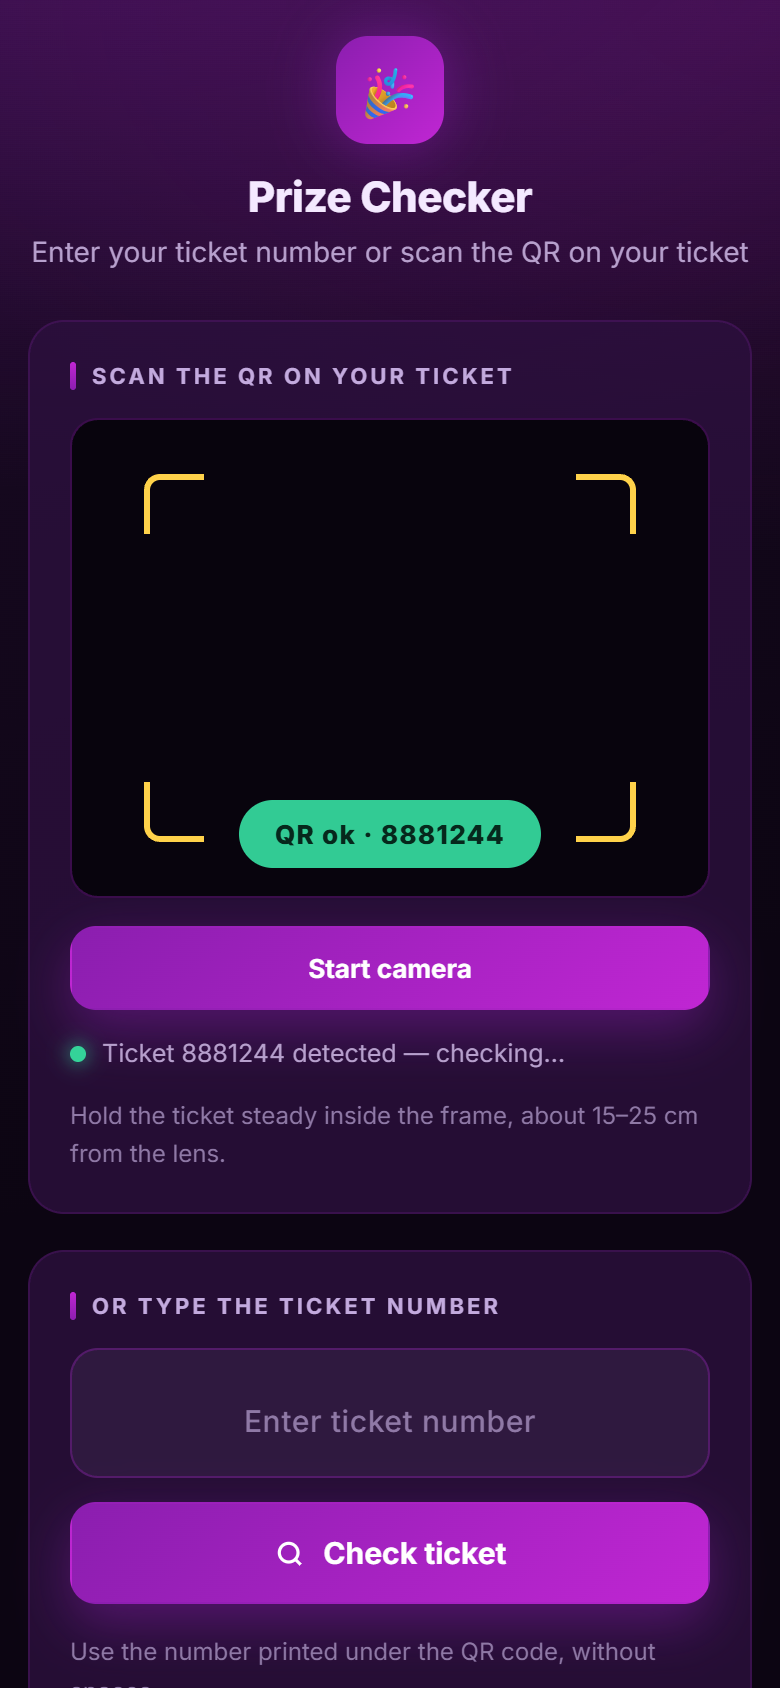 Prize Checker
Enter your ticket number or scan the QR on your ticket
SCAN THE QR ON YOUR TICKET
QR ok · 8881244
Start camera
Ticket 8881244 detected — checking...
Hold the ticket steady inside the frame, about 15–25 cm
from the lens.
OR TYPE THE TICKET NUMBER
Enter ticket number
Check ticket
Use the number printed under the QR code, without